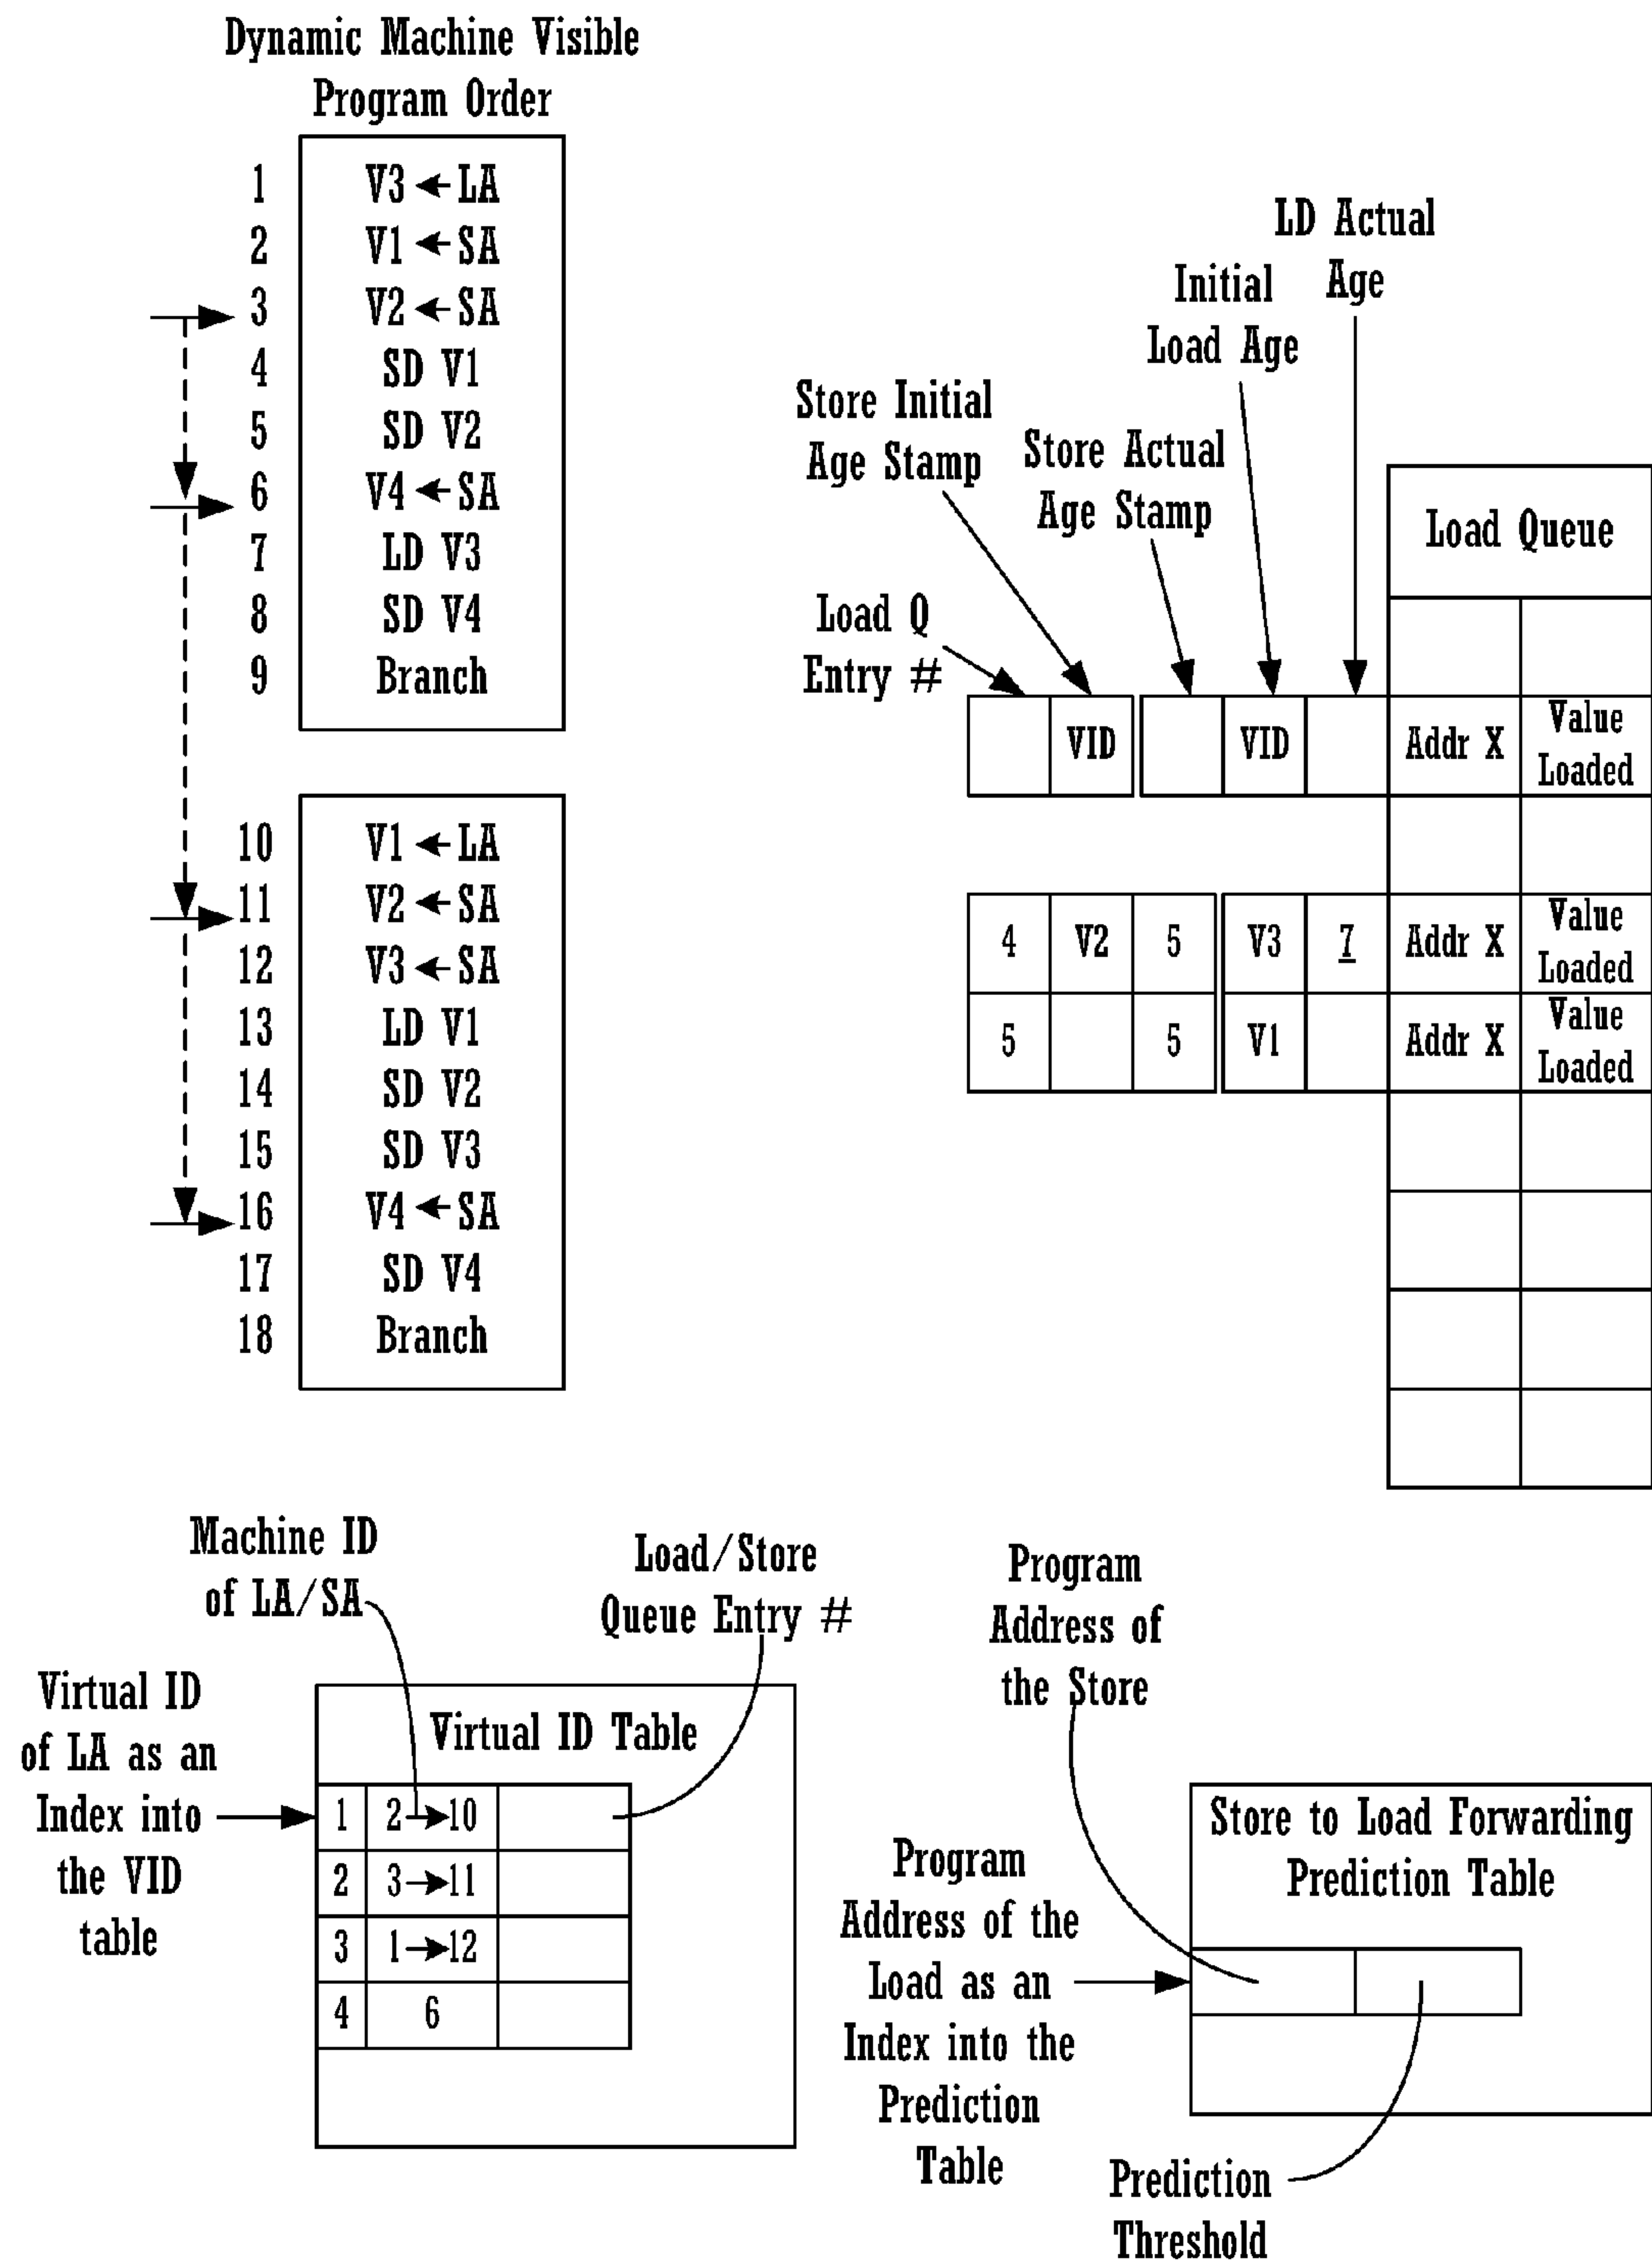 Dynamic Machine Visible
Program Order
1 V3 ← LA
2 V1 ← SA
3 V2 ← SA
4 SD V1
5 SD V2
6 V4 ← SA
7 LD V3
8 SD V4
9 Branch
10 V1 ← LA
11 V2 ← SA
12 V3 ← SA
13 LD V1
14 SD V2
15 SD V3
16 V4 ← SA
17 SD V4
18 Branch
LD Actual
Age
Initial
Load Age
Store Initial
Age Stamp
Store Actual
Age Stamp
Load Q
Entry #
Load Queue
VID VID Addr X Value
Loaded
4 V2 5 V3 7 Addr X Value
Loaded
5 5 V1 Addr X Value
Loaded
Machine ID
of LA/SA
Load/Store
Queue Entry #
Virtual ID
of LA as an
Index into
the VID
table
Virtual ID Table
1 2→10
2 3→11
3 1→12
4 6
Program
Address of
the Store
Program
Address of the
Load as an
Index into the
Prediction
Table
Store to Load Forwarding
Prediction Table
Prediction
Threshold